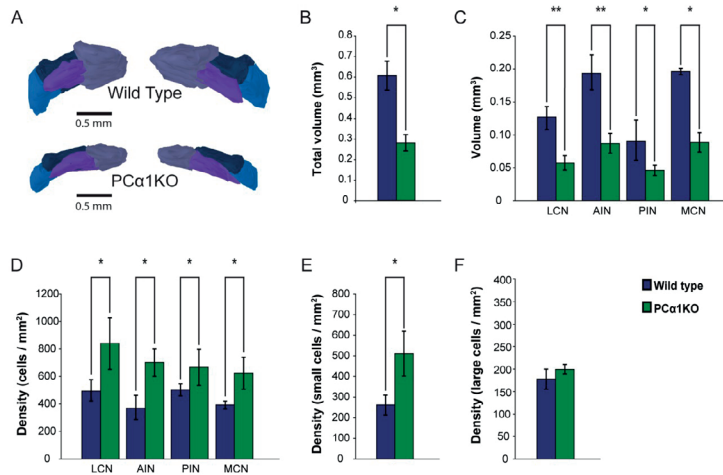 A
Wild Type
0.5 mm
PCα1KO
0.5 mm
B
*
Total volume (mm³)
0.8
0.7
0.6
0.5
0.4
0.3
0.2
0.1
0
C
** ** * *
Volume (mm³)
0.25
0.20
0.15
0.10
0.05
0.00
LCN AIN PIN MCN
D
* * * *
Density (cells / mm²)
1200
1000
800
600
400
200
0
LCN AIN PIN MCN
E
*
Density (small cells / mm²)
800
700
600
500
400
300
200
100
0
F
Density (large cells / mm²)
400
350
300
250
200
150
100
50
0
Wild type
PCα1KO